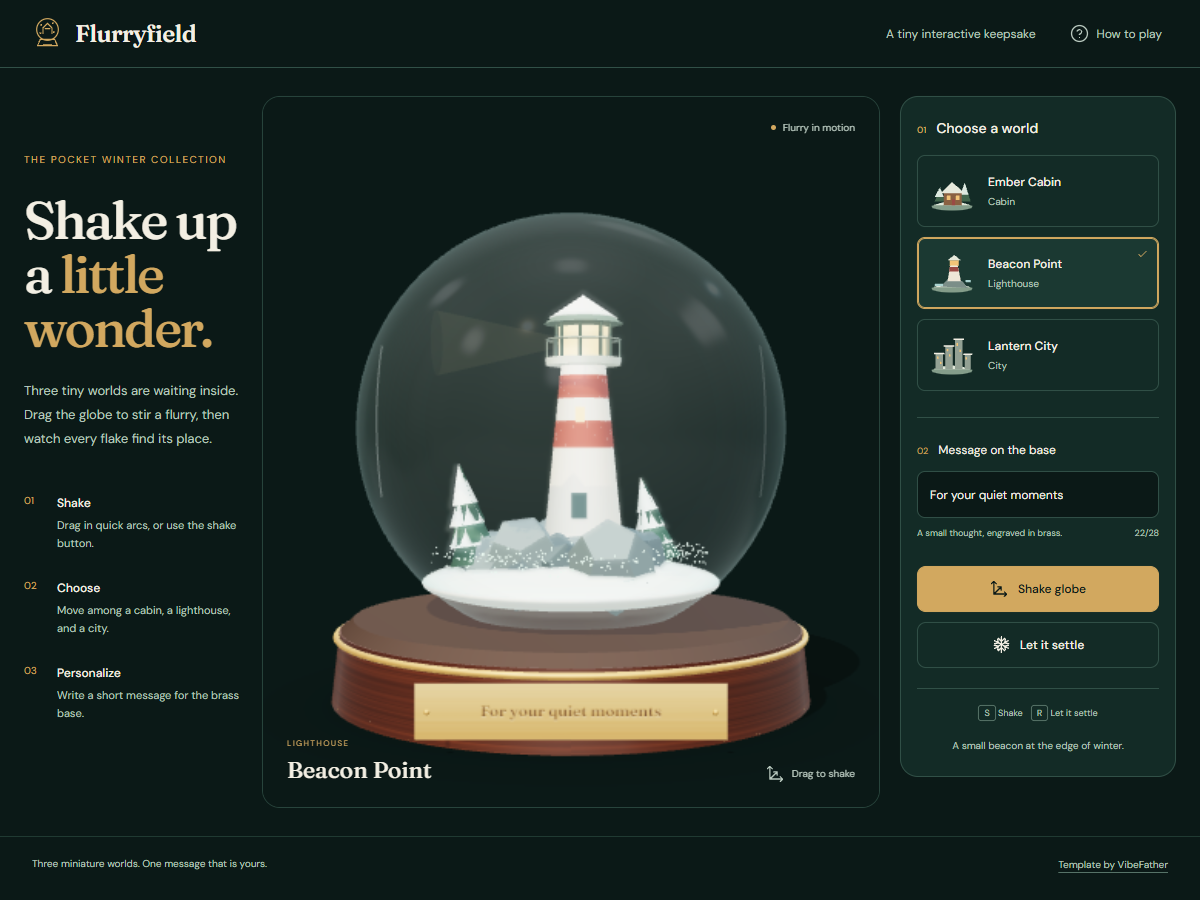 Flurryfield
A tiny interactive keepsake
How to play
THE POCKET WINTER COLLECTION
Shake up
a little
wonder.
Three tiny worlds are waiting inside.
Drag the globe to stir a flurry, then
watch every flake find its place.
01 Shake
Drag in quick arcs, or use the shake
button.
02 Choose
Move among a cabin, a lighthouse,
and a city.
03 Personalize
Write a short message for the brass
base.
Flurry in motion
For your quiet moments
LIGHTHOUSE
Beacon Point
Drag to shake
01 Choose a world
Ember Cabin
Cabin
Beacon Point
Lighthouse
Lantern City
City
02 Message on the base
For your quiet moments
A small thought, engraved in brass. 22/28
Shake globe
Let it settle
S Shake R Let it settle
A small beacon at the edge of winter.
Three miniature worlds. One message that is yours.
Template by VibeFather